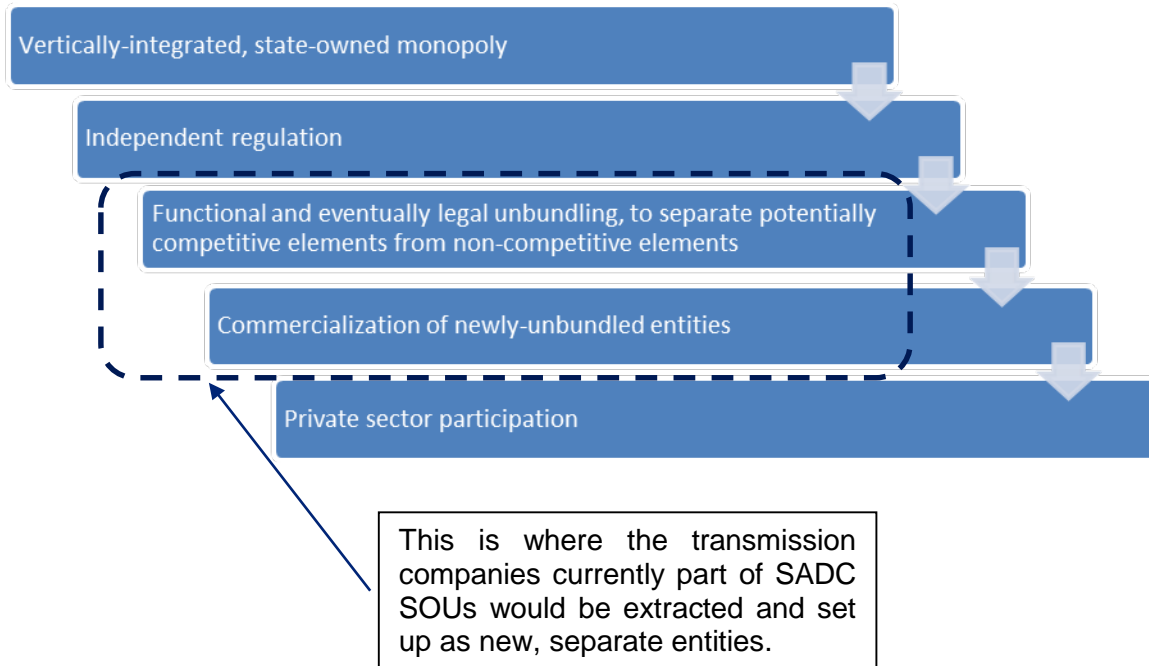 Vertically-integrated, state-owned monopoly
Independent regulation
Functional and eventually legal unbundling, to separate potentially
competitive elements from non-competitive elements
Commercialization of newly-unbundled entities
Private sector participation
This is where the transmission
companies currently part of SADC
SOUs would be extracted and set
up as new, separate entities.